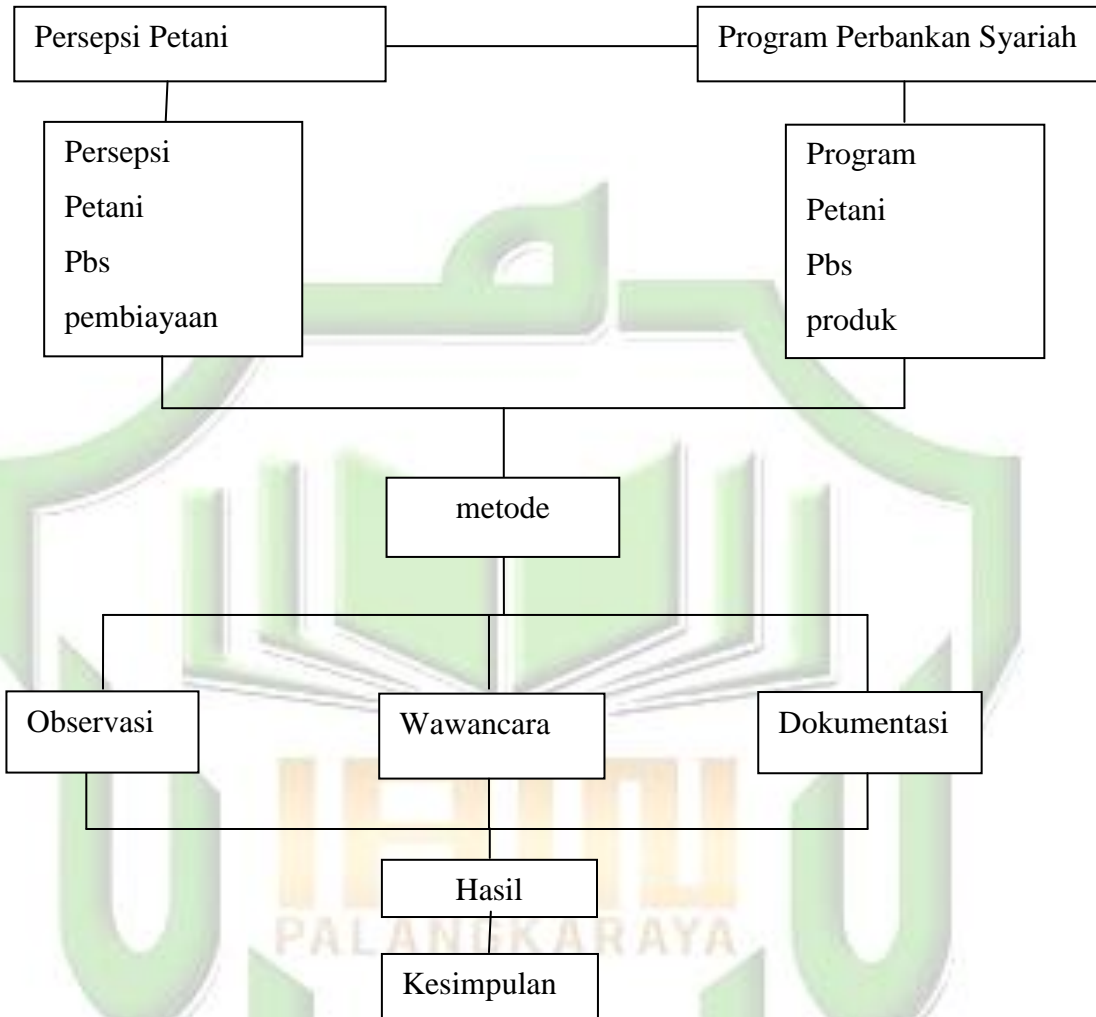 Persepsi Petani
Program Perbankan Syariah
Persepsi
Petani
Pbs
pembiayaan
Program
Petani
Pbs
produk
metode
Observasi
Wawancara
Dokumentasi
Hasil
Kesimpulan
IAIN
PALANGKARAYA